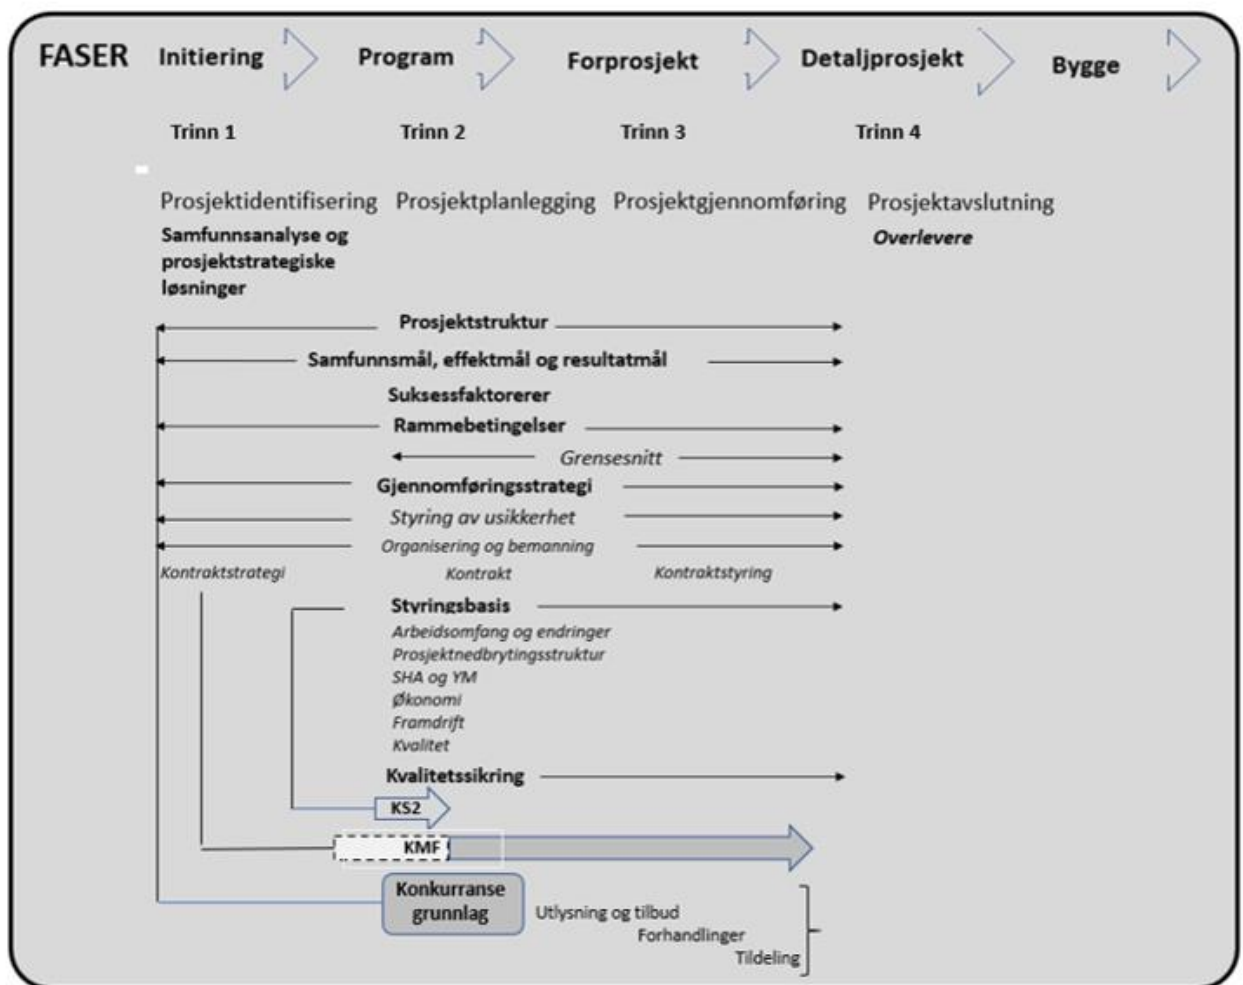 FASER Initiering Program Forprosjekt Detaljprosjekt Bygge
Trinn 1 Trinn 2 Trinn 3 Trinn 4
Prosjektidentifisering Prosjektplanlegging Prosjektgjennomføring Prosjektavslutning
Samfunnsanalyse og
prosjektstrategiske
løsninger
Overlevere
Prosjektstruktur
Samfunnsmål, effektmål og resultatmål
Suksessfaktorerer
Rammebetingelser
Grensesnitt
Gjennomføringsstrategi
Styring av usikkerhet
Organisering og bemanning
Kontraktstrategi Kontrakt Kontraktstyring
Styringsbasis
Arbeidsomfang og endringer
Prosjektnedbrytingsstruktur
SHA og YM
Økonomi
Framdrift
Kvalitet
Kvalitetssikring
KS2
KMF
Konkurranse
grunnlag
Utlysning og tilbud
Forhandlinger
Tildeling